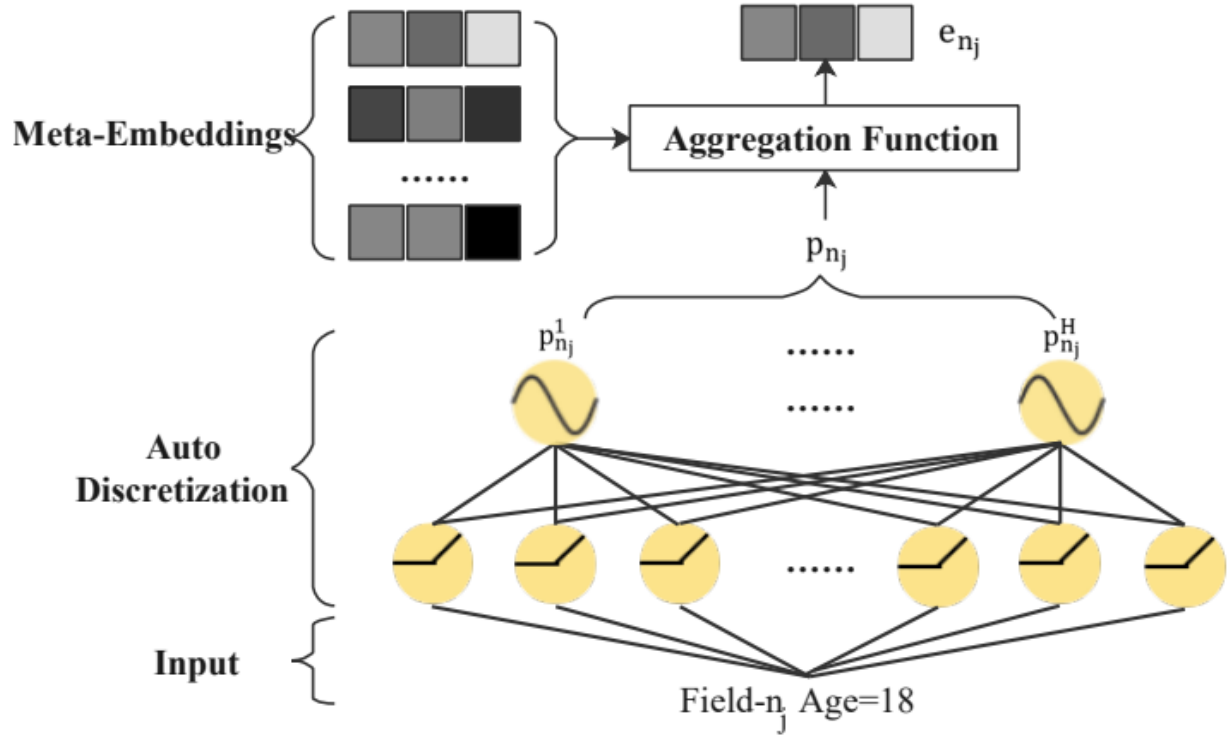 e_{n_j}
Meta-Embeddings
Aggregation Function
......
p_{n_j}
p^1_{n_j} ...... p^H_{n_j}
......
Auto
Discretization
......
Input
Field-n_j Age=18